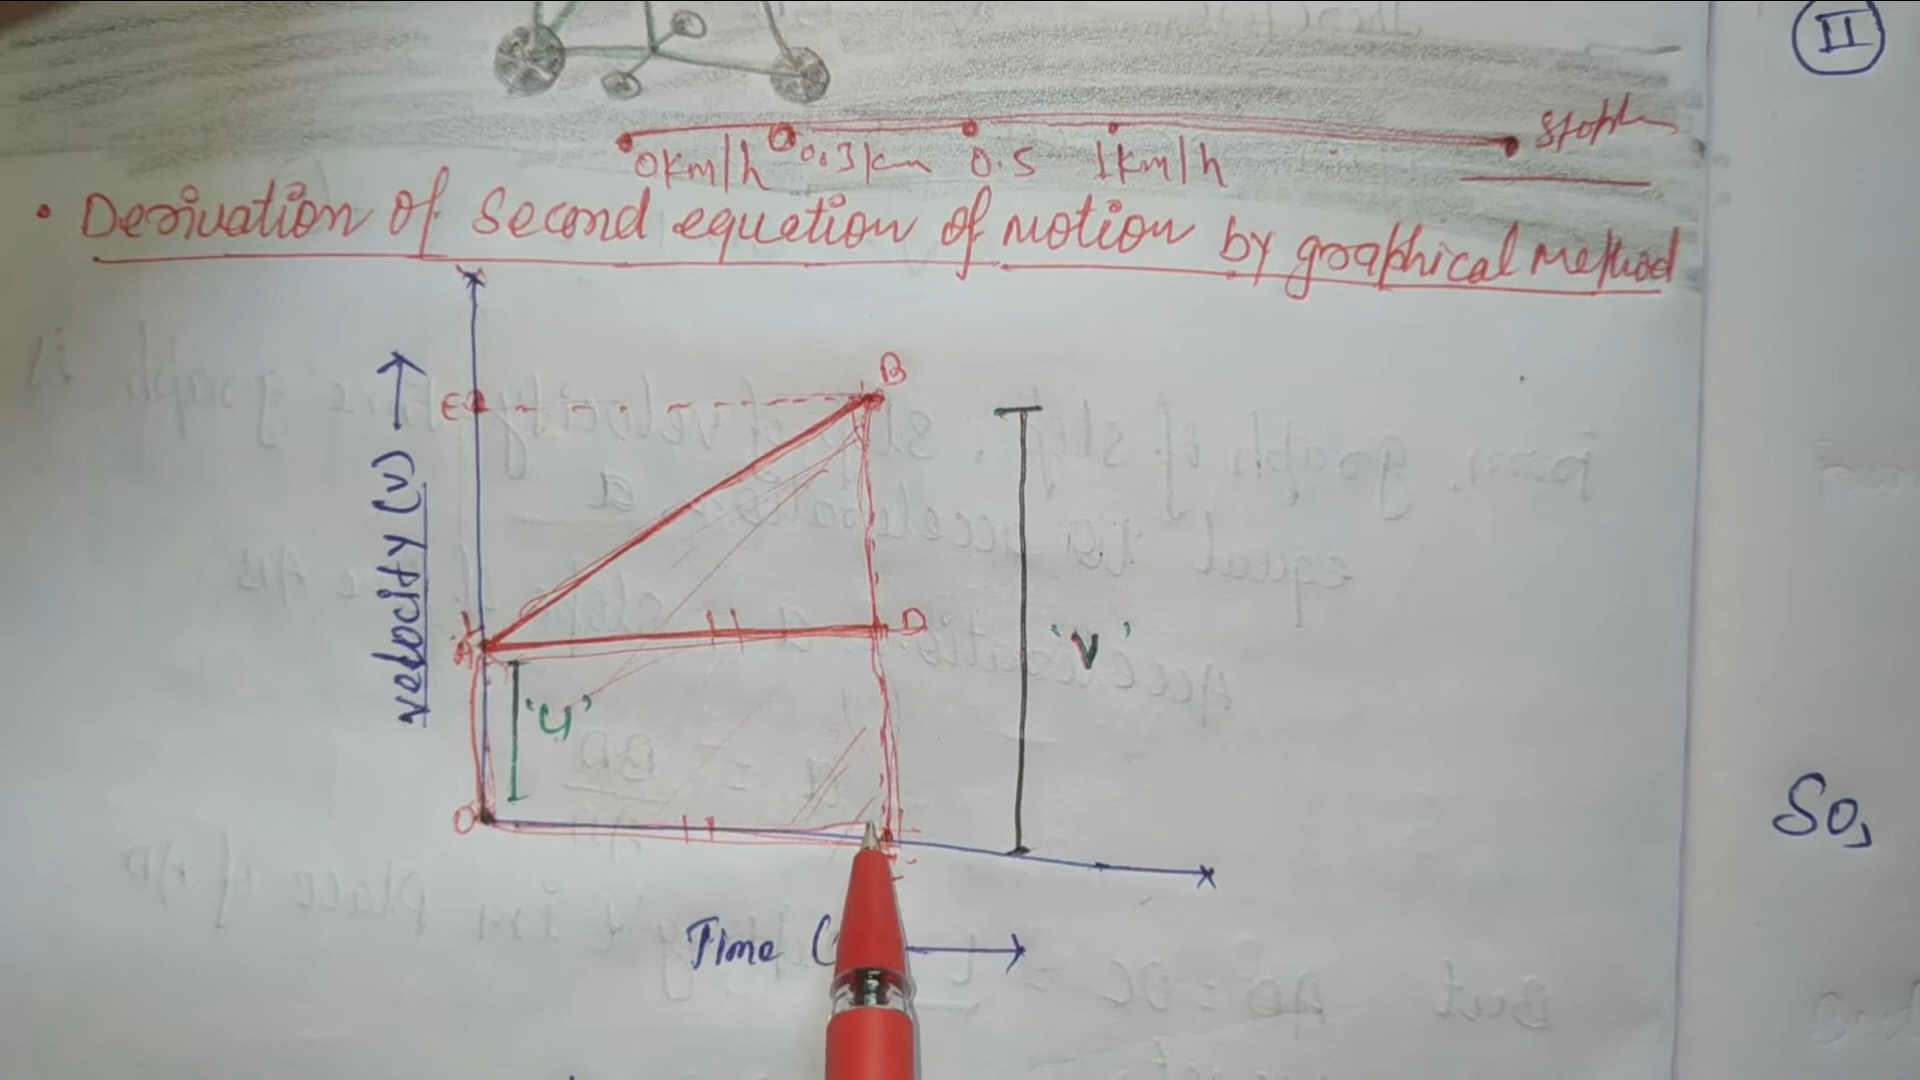 II
0km/h 0.3km 0.5 1km/h
• Derivation of Second equation of motion by graphical Method
B
E
Velocity (v)
A
D
'u'
'v'
O
So,
Time (